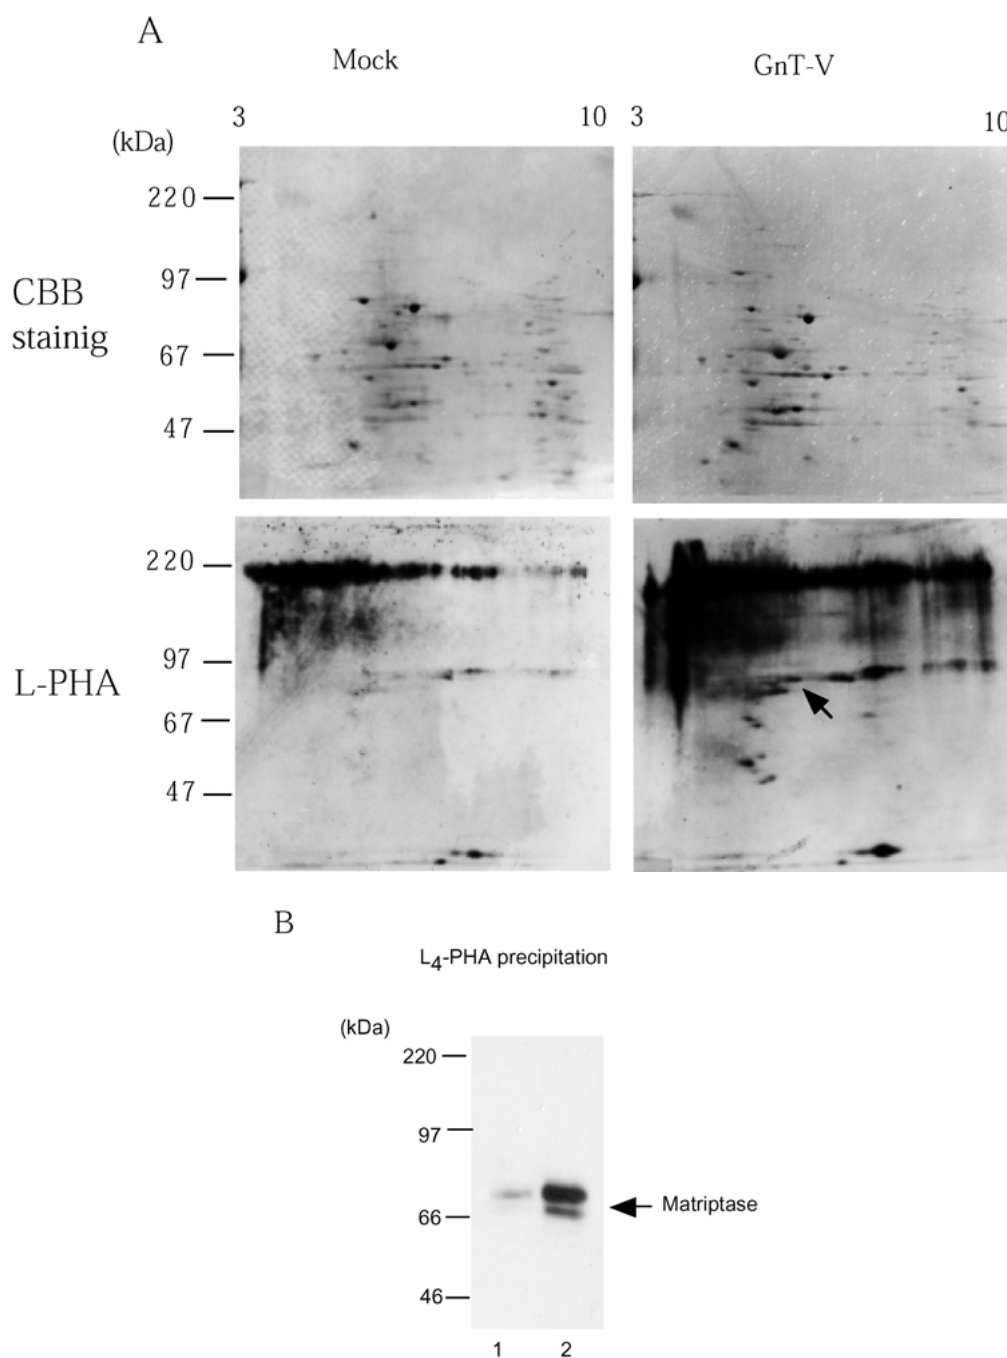 A
Mock
GnT-V
3 10 3 10
(kDa)
220
97
CBB
stainig
67
47
220
97
L-PHA
67
47
B
L4-PHA precipitation
(kDa)
220
97
Matriptase
66
46
1 2